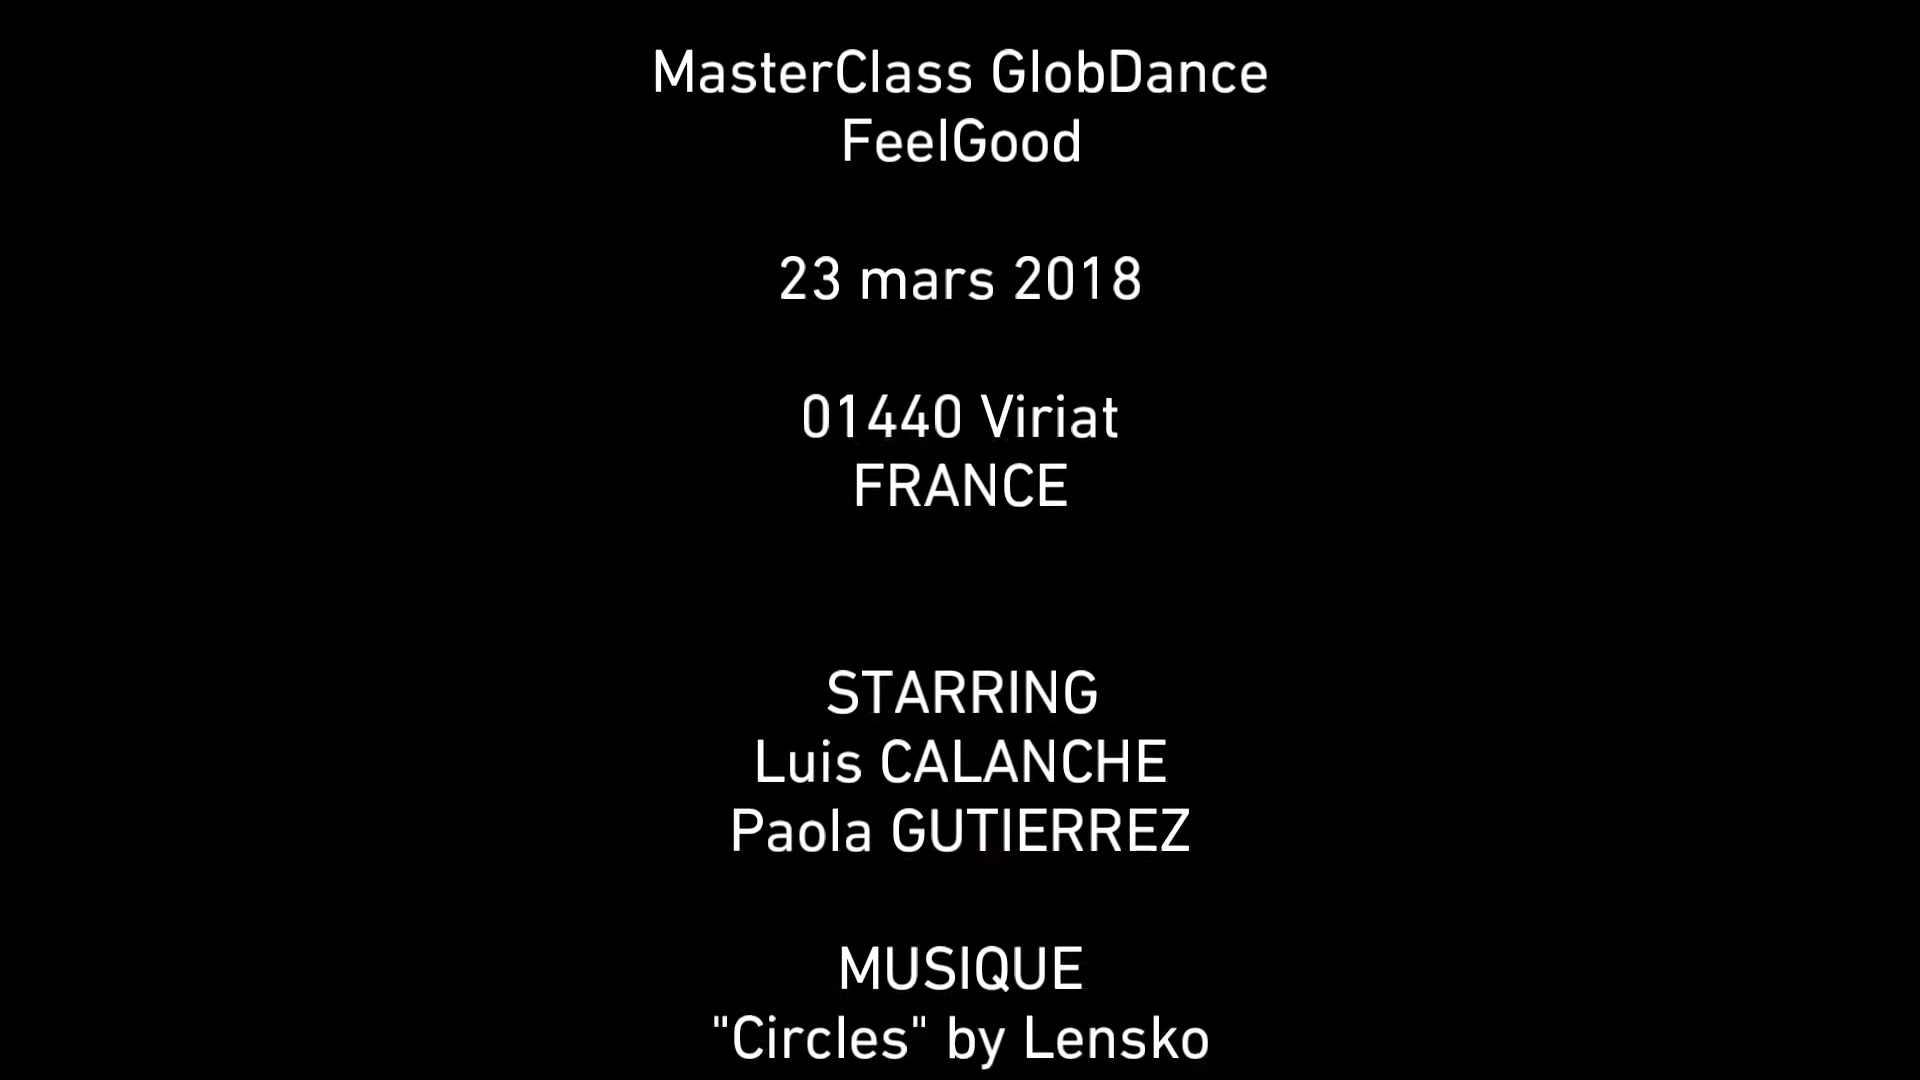 MasterClass GlobDance
FeelGood
23 mars 2018
01440 Viriat
FRANCE
STARRING
Luis CALANCHE
Paola GUTIERREZ
MUSIQUE
"Circles" by Lensko